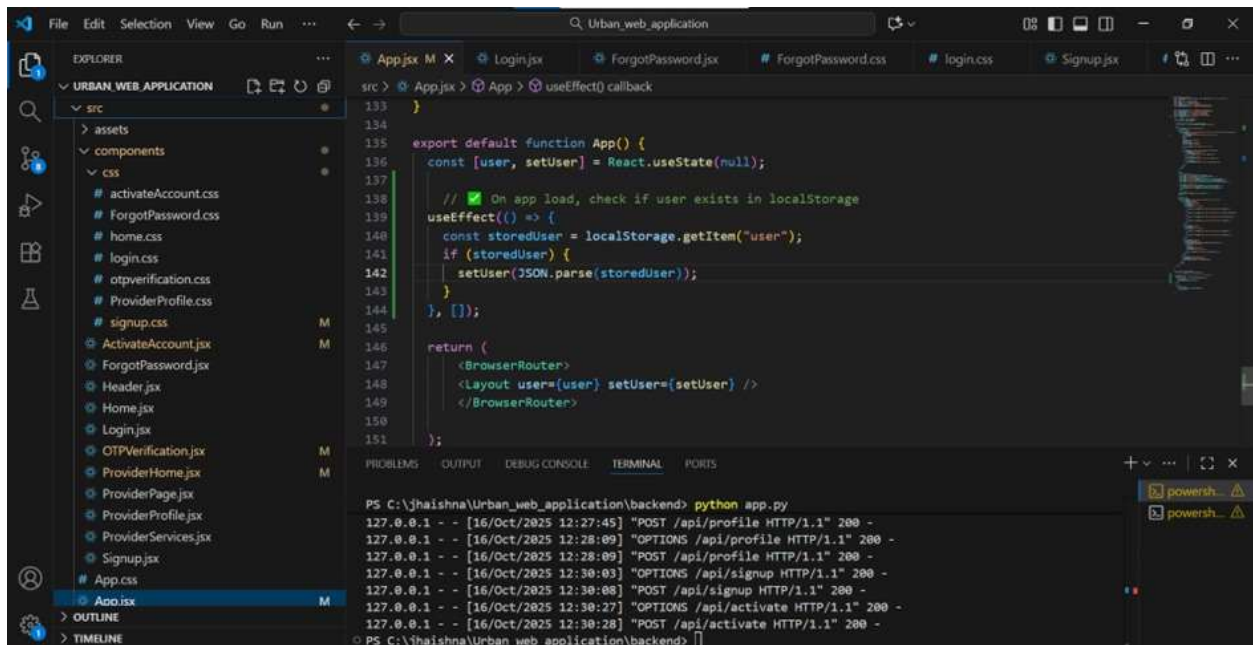 File Edit Selection View Go Run ··· Urban_web_application
EXPLORER ···
URBAN_WEB_APPLICATION
src
assets
components
css
# activateAccount.css
# ForgotPassword.css
# home.css
# login.css
# otpverification.css
# ProviderProfile.css
# signup.css M
ActivateAccount.jsx M
ForgotPassword.jsx
Header.jsx
Home.jsx
Login.jsx
OTPVerification.jsx M
ProviderHome.jsx M
ProviderPage.jsx
ProviderProfile.jsx
ProviderServices.jsx
Signup.jsx
# App.css
App.jsx M
OUTLINE
TIMELINE
App.jsx M Login.jsx ForgotPassword.jsx # ForgotPassword.css # login.css Signup.jsx
src > App.jsx > App > useEffect() callback
133 }
134
135 export default function App() {
136 const [user, setUser] = React.useState(null);
137
138 // ✅ On app load, check if user exists in localStorage
139 useEffect(() => {
140 const storedUser = localStorage.getItem("user");
141 if (storedUser) {
142 setUser(JSON.parse(storedUser));
143 }
144 }, []);
145
146 return (
147 <BrowserRouter>
148 <Layout user={user} setUser={setUser} />
149 </BrowserRouter>
150
151 );
PROBLEMS OUTPUT DEBUG CONSOLE TERMINAL PORTS
PS C:\jhaishna\Urban_web_application\backend> python app.py
127.0.0.1 - - [16/Oct/2025 12:27:45] "POST /api/profile HTTP/1.1" 200 -
127.0.0.1 - - [16/Oct/2025 12:28:09] "OPTIONS /api/profile HTTP/1.1" 200 -
127.0.0.1 - - [16/Oct/2025 12:28:09] "POST /api/profile HTTP/1.1" 200 -
127.0.0.1 - - [16/Oct/2025 12:30:03] "OPTIONS /api/signup HTTP/1.1" 200 -
127.0.0.1 - - [16/Oct/2025 12:30:08] "POST /api/signup HTTP/1.1" 200 -
127.0.0.1 - - [16/Oct/2025 12:30:27] "OPTIONS /api/activate HTTP/1.1" 200 -
127.0.0.1 - - [16/Oct/2025 12:30:28] "POST /api/activate HTTP/1.1" 200 -
PS C:\jhaishna\Urban_web_application\backend>
powersh...
powersh...